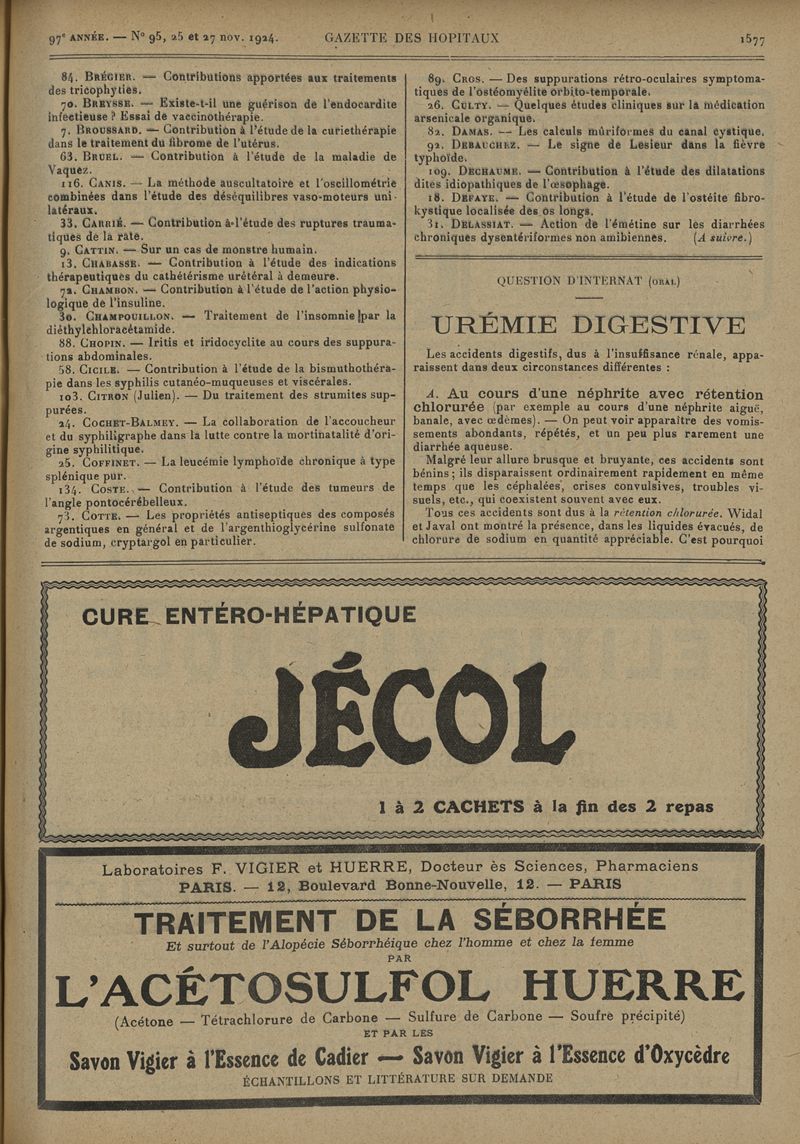 97e ANNÉE. — No 95, 25 et 27 nov. 1924. GAZETTE DES HOPITAUX 1577
84. BRÉGIER. — Contributions apportées aux traitements
des tricophyties.
70. BREYSSE. — Existe-t-il une guérison de l'endocardite
infectieuse ? Essai de vaccinothérapie.
7. BROUSSARD. — Contribution à l'étude de la curiethérapie
dans le traitement du fibrome de l'utérus.
63. BRUEL. — Contribution à l'étude de la maladie de
Vaquez.
116. CANIS. — La méthode auscultatoire et l'oscillométrie
combinées dans l'étude des déséquilibres vaso-moteurs uni-
latéraux.
33. CARRIÉ. — Contribution à l'étude des ruptures trauma-
tiques de la rate.
9. CATTIN. — Sur un cas de monstre humain.
13. CHABASSE. — Contribution à l'étude des indications
thérapeutiques du cathétérisme urétéral à demeure.
72. CHAMBON. — Contribution à l'étude de l'action physio-
logique de l'insuline.
30. CHAMPOUILLON. — Traitement de l'insomnie par la
diéthylehloracétamide.
88. CHOPIN. — Iritis et iridocyclite au cours des suppura-
tions abdominales.
58. CICILE. — Contribution à l'étude de la bismuthothéra-
pie dans les syphilis cutanéo-muqueuses et viscérales.
103. CITRON (Julien). — Du traitement des strumites sup-
purées.
24. COCHET-BALMEY. — La collaboration de l'accoucheur
et du syphiligraphe dans la lutte contre la mortinatalité d'ori-
gine syphilitique.
25. COFFINET. — La leucémie lymphoïde chronique à type
splénique pur.
134. COSTE. — Contribution à l'étude des tumeurs de
l'angle pontocérébelleux.
73. COTTE. — Les propriétés antiseptiques des composés
argentiques en général et de l'argenthioglycérine sulfonate
de sodium, cryptargol en particulier.
89. CROS. — Des suppurations rétro-oculaires symptoma-
tiques de l'ostéomyélite orbito-temporale.
26. CULTY. — Quelques études cliniques sur la médication
arsenicale organique.
82. DAMAS. — Les calculs mûriformes du canal cystique.
92. DEBAUCHEZ. — Le signe de Lesieur dans la fièvre
typhoïde.
109. DECHAUME. — Contribution à l'étude des dilatations
dites idiopathiques de l'œsophage.
18. DEFAYE. — Contribution à l'étude de l'ostéite fibro-
kystique localisée des os longs.
31. DELASSIAT. — Action de l'émétine sur les diarrhées
chroniques dysentériformes non amibiennes. (A suivre.)
QUESTION D'INTERNAT (ORAL)
URÉMIE DIGESTIVE
Les accidents digestifs, dus à l'insuffisance rénale, appa-
raissent dans deux circonstances différentes :
A. Au cours d'une néphrite avec rétention
chlorurée (par exemple au cours d'une néphrite aiguë,
banale, avec œdèmes). — On peut voir apparaître des vomis-
sements abondants, répétés, et un peu plus rarement une
diarrhée aqueuse.
Malgré leur allure brusque et bruyante, ces accidents sont
bénins ; ils disparaissent ordinairement rapidement en même
temps que les céphalées, crises convulsives, troubles vi-
suels, etc., qui coexistent souvent avec eux.
Tous ces accidents sont dus à la rétention chlorurée. Widal
et Javal ont montré la présence, dans les liquides évacués, de
chlorure de sodium en quantité appréciable. C'est pourquoi
CURE ENTÉRO-HÉPATIQUE
JÉCOL
1 à 2 CACHETS à la fin des 2 repas
Laboratoires F. VIGIER et HUERRE, Docteur ès Sciences, Pharmaciens
PARIS. — 12, Boulevard Bonne-Nouvelle, 12. — PARIS
TRAITEMENT DE LA SÉBORRHÉE
Et surtout de l'Alopécie Séborrhéique chez l'homme et chez la femme
PAR
L'ACÉTOSULFOL HUERRE
(Acétone — Tétrachlorure de Carbone — Sulfure de Carbone — Soufre précipité)
ET PAR LES
Savon Vigier à l'Essence de Cadier — Savon Vigier à l'Essence d'Oxycèdre
ÉCHANTILLONS ET LITTÉRATURE SUR DEMANDE